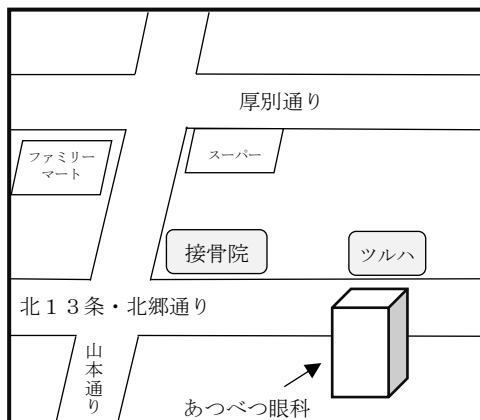 厚別通り
ファミリー
マート
スーパー
接骨院
ツルハ
北１３条・北郷通り
山本通り
あつべつ眼科